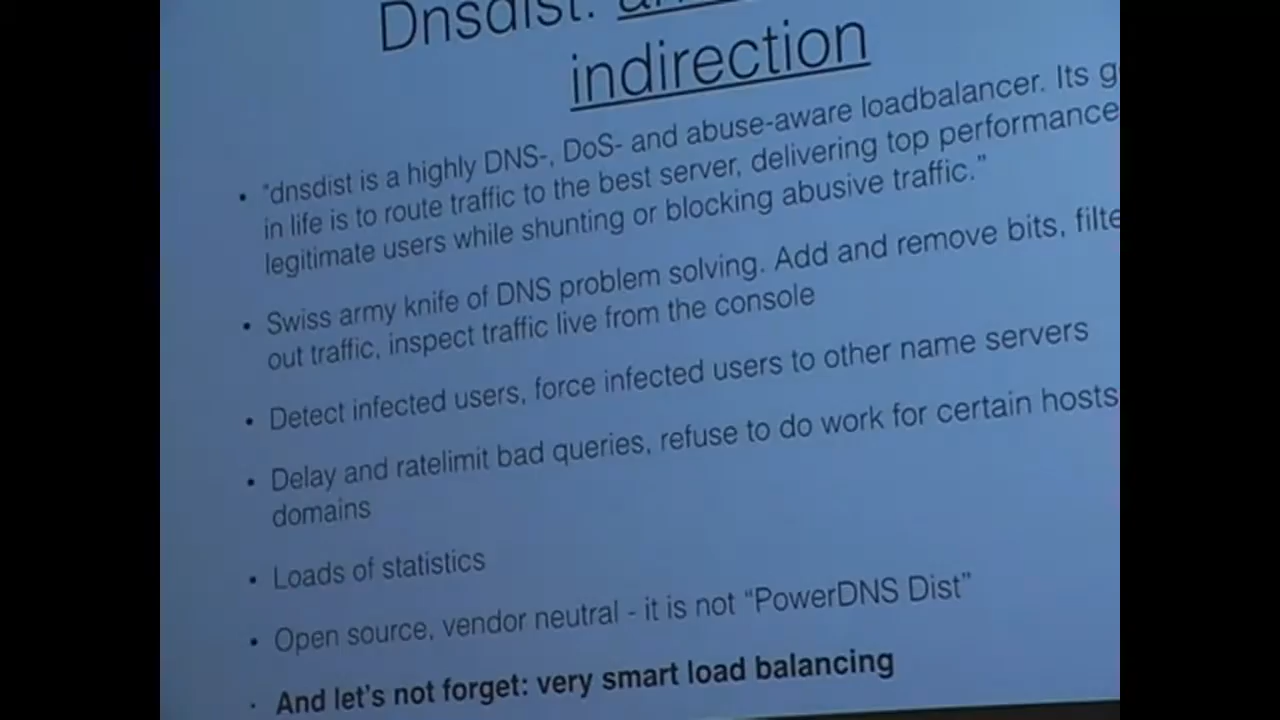 Dnsdist:
indirection
• "dnsdist is a highly DNS-, DoS- and abuse-aware loadbalancer. Its
in life is to route traffic to the best server, delivering top performance
legitimate users while shunting or blocking abusive traffic."
• Swiss army knife of DNS problem solving. Add and remove bits,
out traffic, inspect traffic live from the console
• Detect infected users, force infected users to other name servers
• Delay and ratelimit bad queries, refuse to do work for certain hosts
domains
• Loads of statistics
• Open source, vendor neutral - it is not “PowerDNS Dist”
• And let's not forget: very smart load balancing